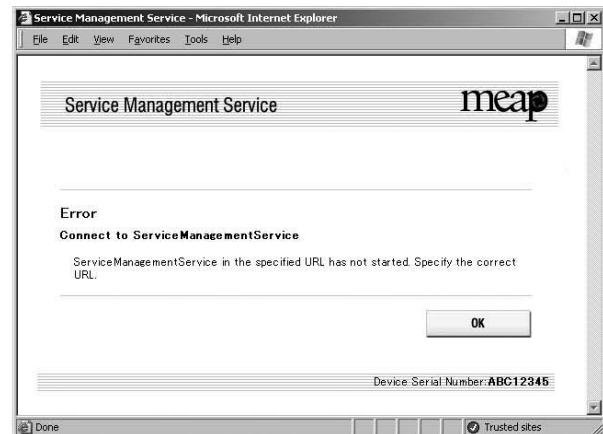 Service Management Service - Microsoft Internet Explorer
File Edit View Favorites Tools Help
Service Management Service
meap
Error
Connect to ServiceManagementService
ServiceManagementService in the specified URL has not started. Specify the correct
URL.
OK
Device Serial Number:ABC12345
Done
Trusted sites